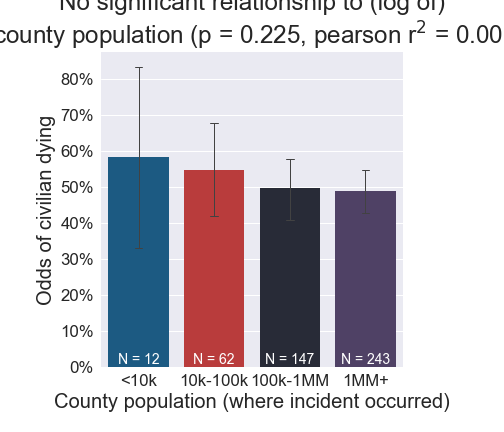 No significant relationship to (log of)
county population (p = 0.225, pearson r² = 0.00
80%
70%
60%
50%
40%
30%
20%
10%
0%
Odds of civilian dying
N = 12
N = 62
N = 147
N = 243
<10k
10k-100k
100k-1MM
1MM+
County population (where incident occurred)